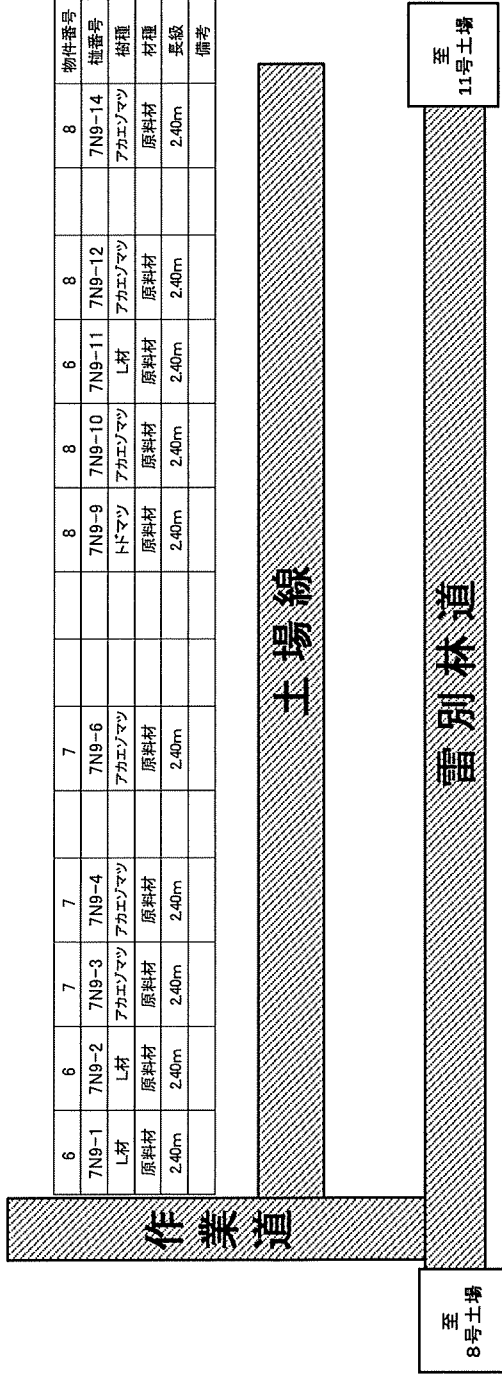 6 6 7 7 7 8 8 6 8 8 物件番号
7N9-1 7N9-2 7N9-3 7N9-4 7N9-6 7N9-9 7N9-10 7N9-11 7N9-12 7N9-14 椪番号
L材 L材 アカエゾマツ アカエゾマツ アカエゾマツ トドマツ アカエゾマツ L材 アカエゾマツ アカエゾマツ 樹種
原料材 原料材 原料材 原料材 原料材 原料材 原料材 原料材 原料材 原料材 材種
2.40m 2.40m 2.40m 2.40m 2.40m 2.40m 2.40m 2.40m 2.40m 2.40m 長級
備考
作業道
土場線
雷別林道
至
8号土場
至
11号土場